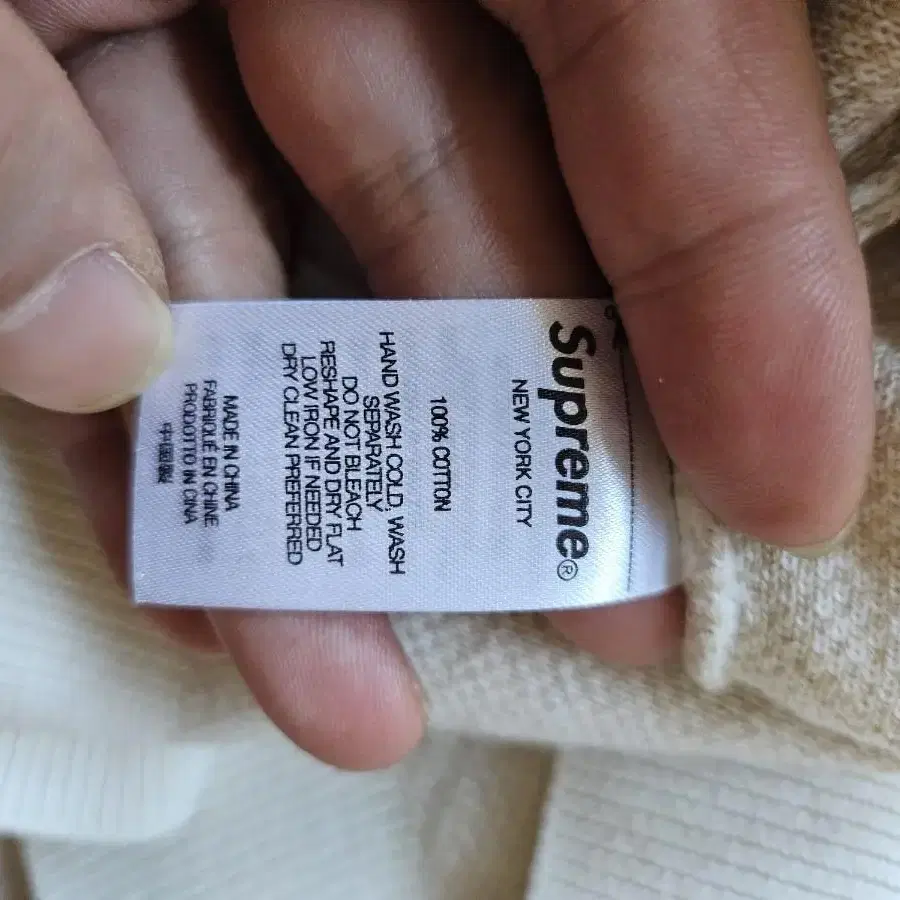 Supreme®
NEW YORK CITY
100% COTTON
HAND WASH COLD, WASH
SEPARATELY
DO NOT BLEACH
RESHAPE AND DRY FLAT
LOW IRON IF NEEDED
DRY CLEAN PREFERRED
MADE IN CHINA
FABRIQUÉ EN CHINE
PRODOTTO IN CINA
中国製